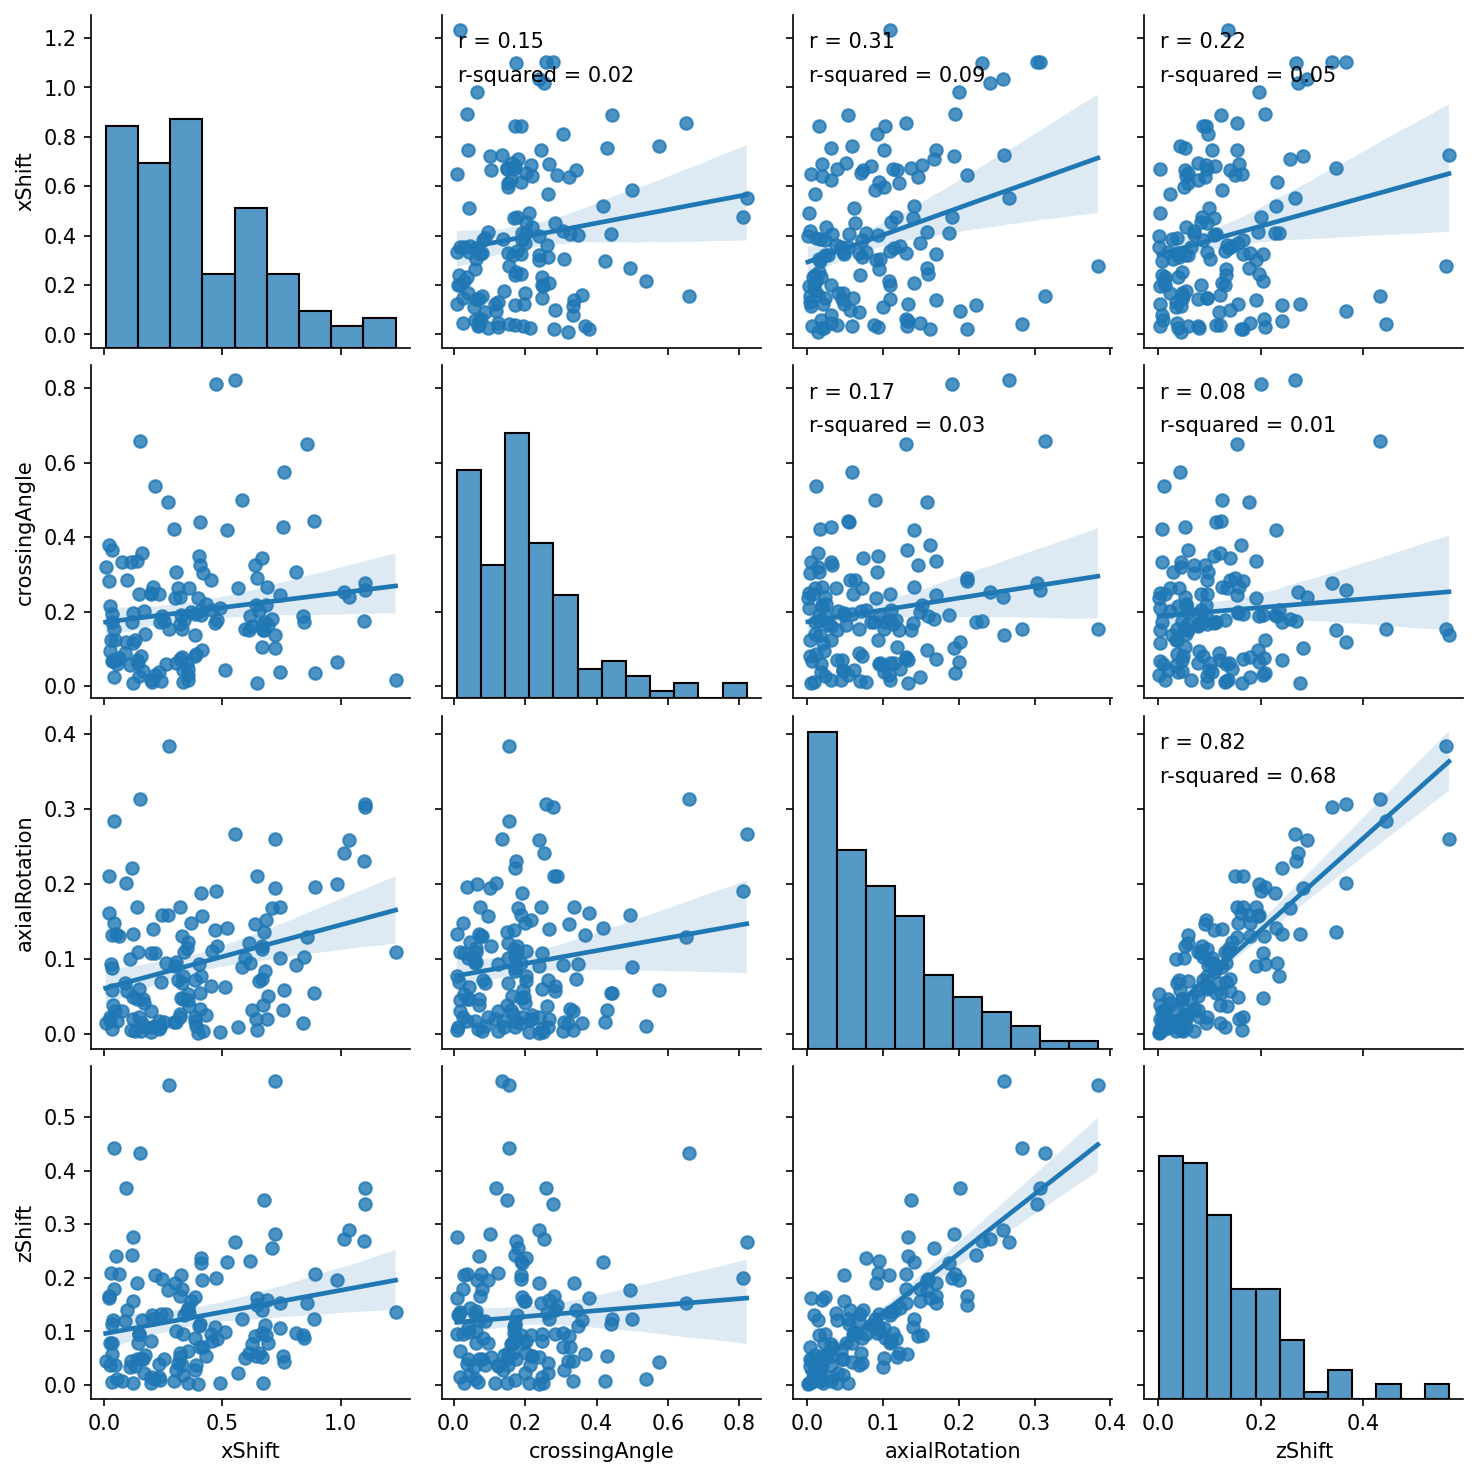 1.2
1.0
0.8
0.6
0.4
0.2
0.0
xShift
r = 0.15
r-squared = 0.02
r = 0.31
r-squared = 0.09
r = 0.22
r-squared = 0.05
0.8
0.6
0.4
0.2
0.0
crossingAngle
r = 0.17
r-squared = 0.03
r = 0.08
r-squared = 0.01
0.4
0.3
0.2
0.1
0.0
axialRotation
r = 0.82
r-squared = 0.68
0.5
0.4
0.3
0.2
0.1
0.0
zShift
0.0 0.5 1.0
xShift
0.0 0.2 0.4 0.6 0.8
crossingAngle
0.0 0.1 0.2 0.3 0.4
axialRotation
0.0 0.2 0.4
zShift